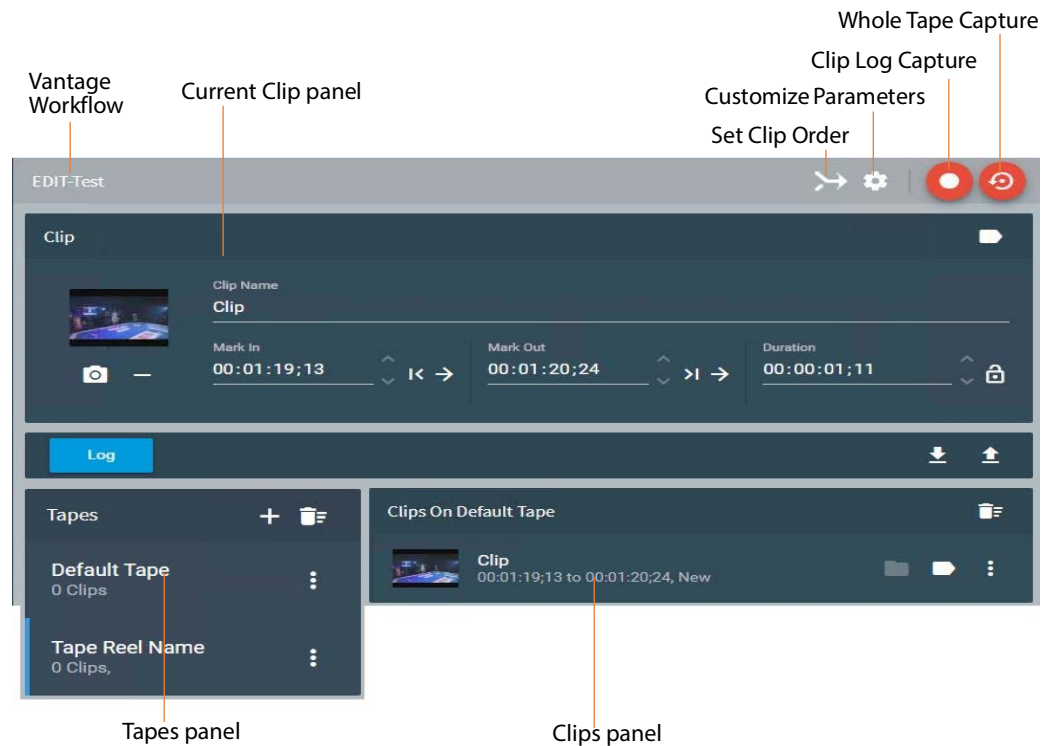 Whole Tape Capture
Clip Log Capture
Vantage
Workflow
Current Clip panel
Customize Parameters
Set Clip Order
EDIT-Test
Clip
Clip Name
Clip
Mark In
00:01:19;13
Mark Out
00:01:20;24
Duration
00:00:01;11
Log
Tapes
Default Tape
0 Clips
Tape Reel Name
0 Clips,
Clips On Default Tape
Clip
00:01:19;13 to 00:01:20;24, New
Tapes panel
Clips panel